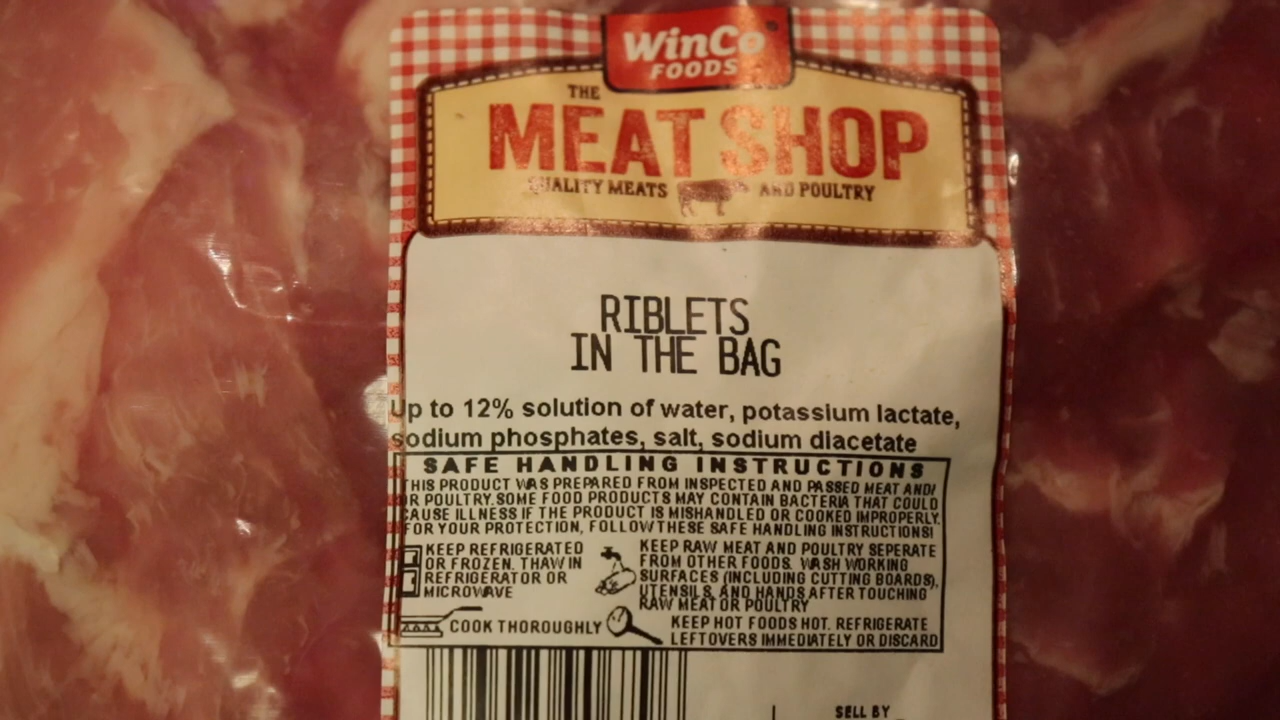 WinCo
FOODS
THE
MEAT SHOP
QUALITY MEATS AND POULTRY
RIBLETS
IN THE BAG
Up to 12% solution of water, potassium lactate,
sodium phosphates, salt, sodium diacetate
SAFE HANDLING INSTRUCTIONS
THIS PRODUCT WAS PREPARED FROM INSPECTED AND PASSED MEAT AND/
OR POULTRY. SOME FOOD PRODUCTS MAY CONTAIN BACTERIA THAT COULD
CAUSE ILLNESS IF THE PRODUCT IS MISHANDLED OR COOKED IMPROPERLY.
FOR YOUR PROTECTION, FOLLOW THESE SAFE HANDLING INSTRUCTIONS!
KEEP REFRIGERATED
OR FROZEN. THAW IN
REFRIGERATOR OR
MICROWAVE
KEEP RAW MEAT AND POULTRY SEPERATE
FROM OTHER FOODS. WASH WORKING
SURFACES (INCLUDING CUTTING BOARDS),
UTENSILS, AND HANDS AFTER TOUCHING
RAW MEAT OR POULTRY
COOK THOROUGHLY
KEEP HOT FOODS HOT. REFRIGERATE
LEFTOVERS IMMEDIATELY OR DISCARD
SELL BY